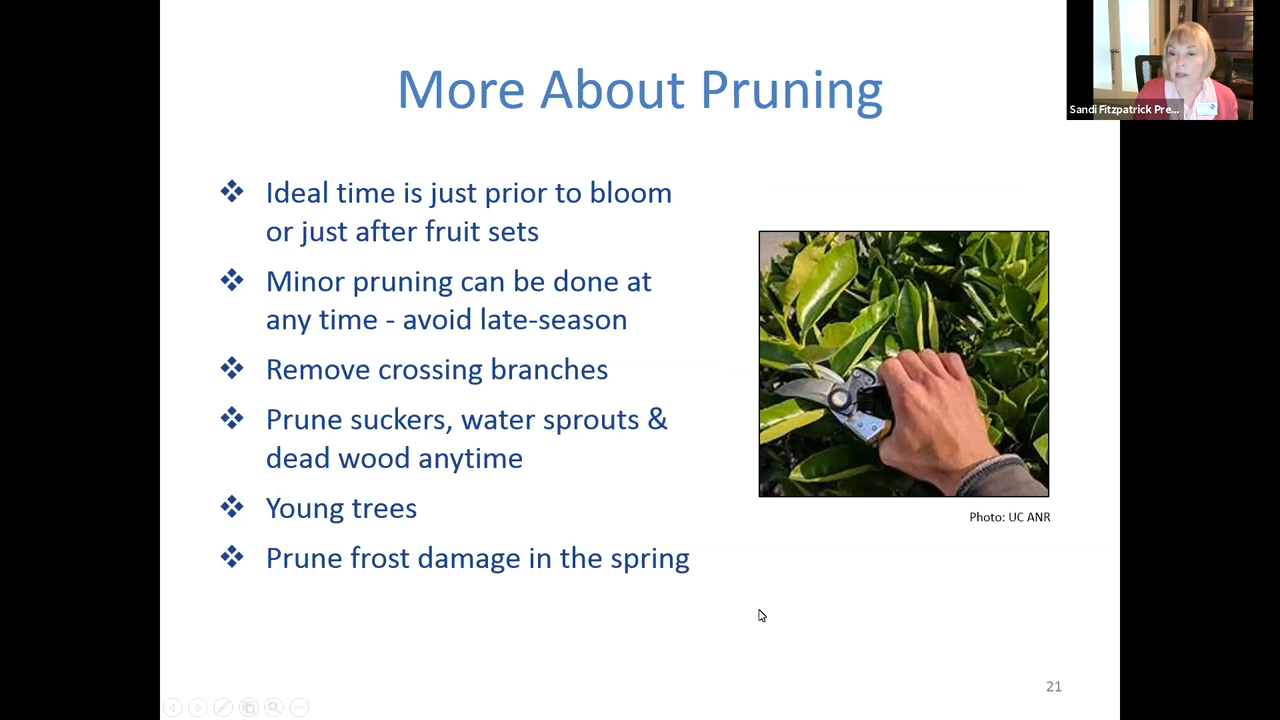 More About Pruning
Sandi Fitzpatrick Pre...
❖ Ideal time is just prior to bloom
or just after fruit sets
❖ Minor pruning can be done at
any time - avoid late-season
❖ Remove crossing branches
❖ Prune suckers, water sprouts &
dead wood anytime
❖ Young trees
❖ Prune frost damage in the spring
Photo: UC ANR
21